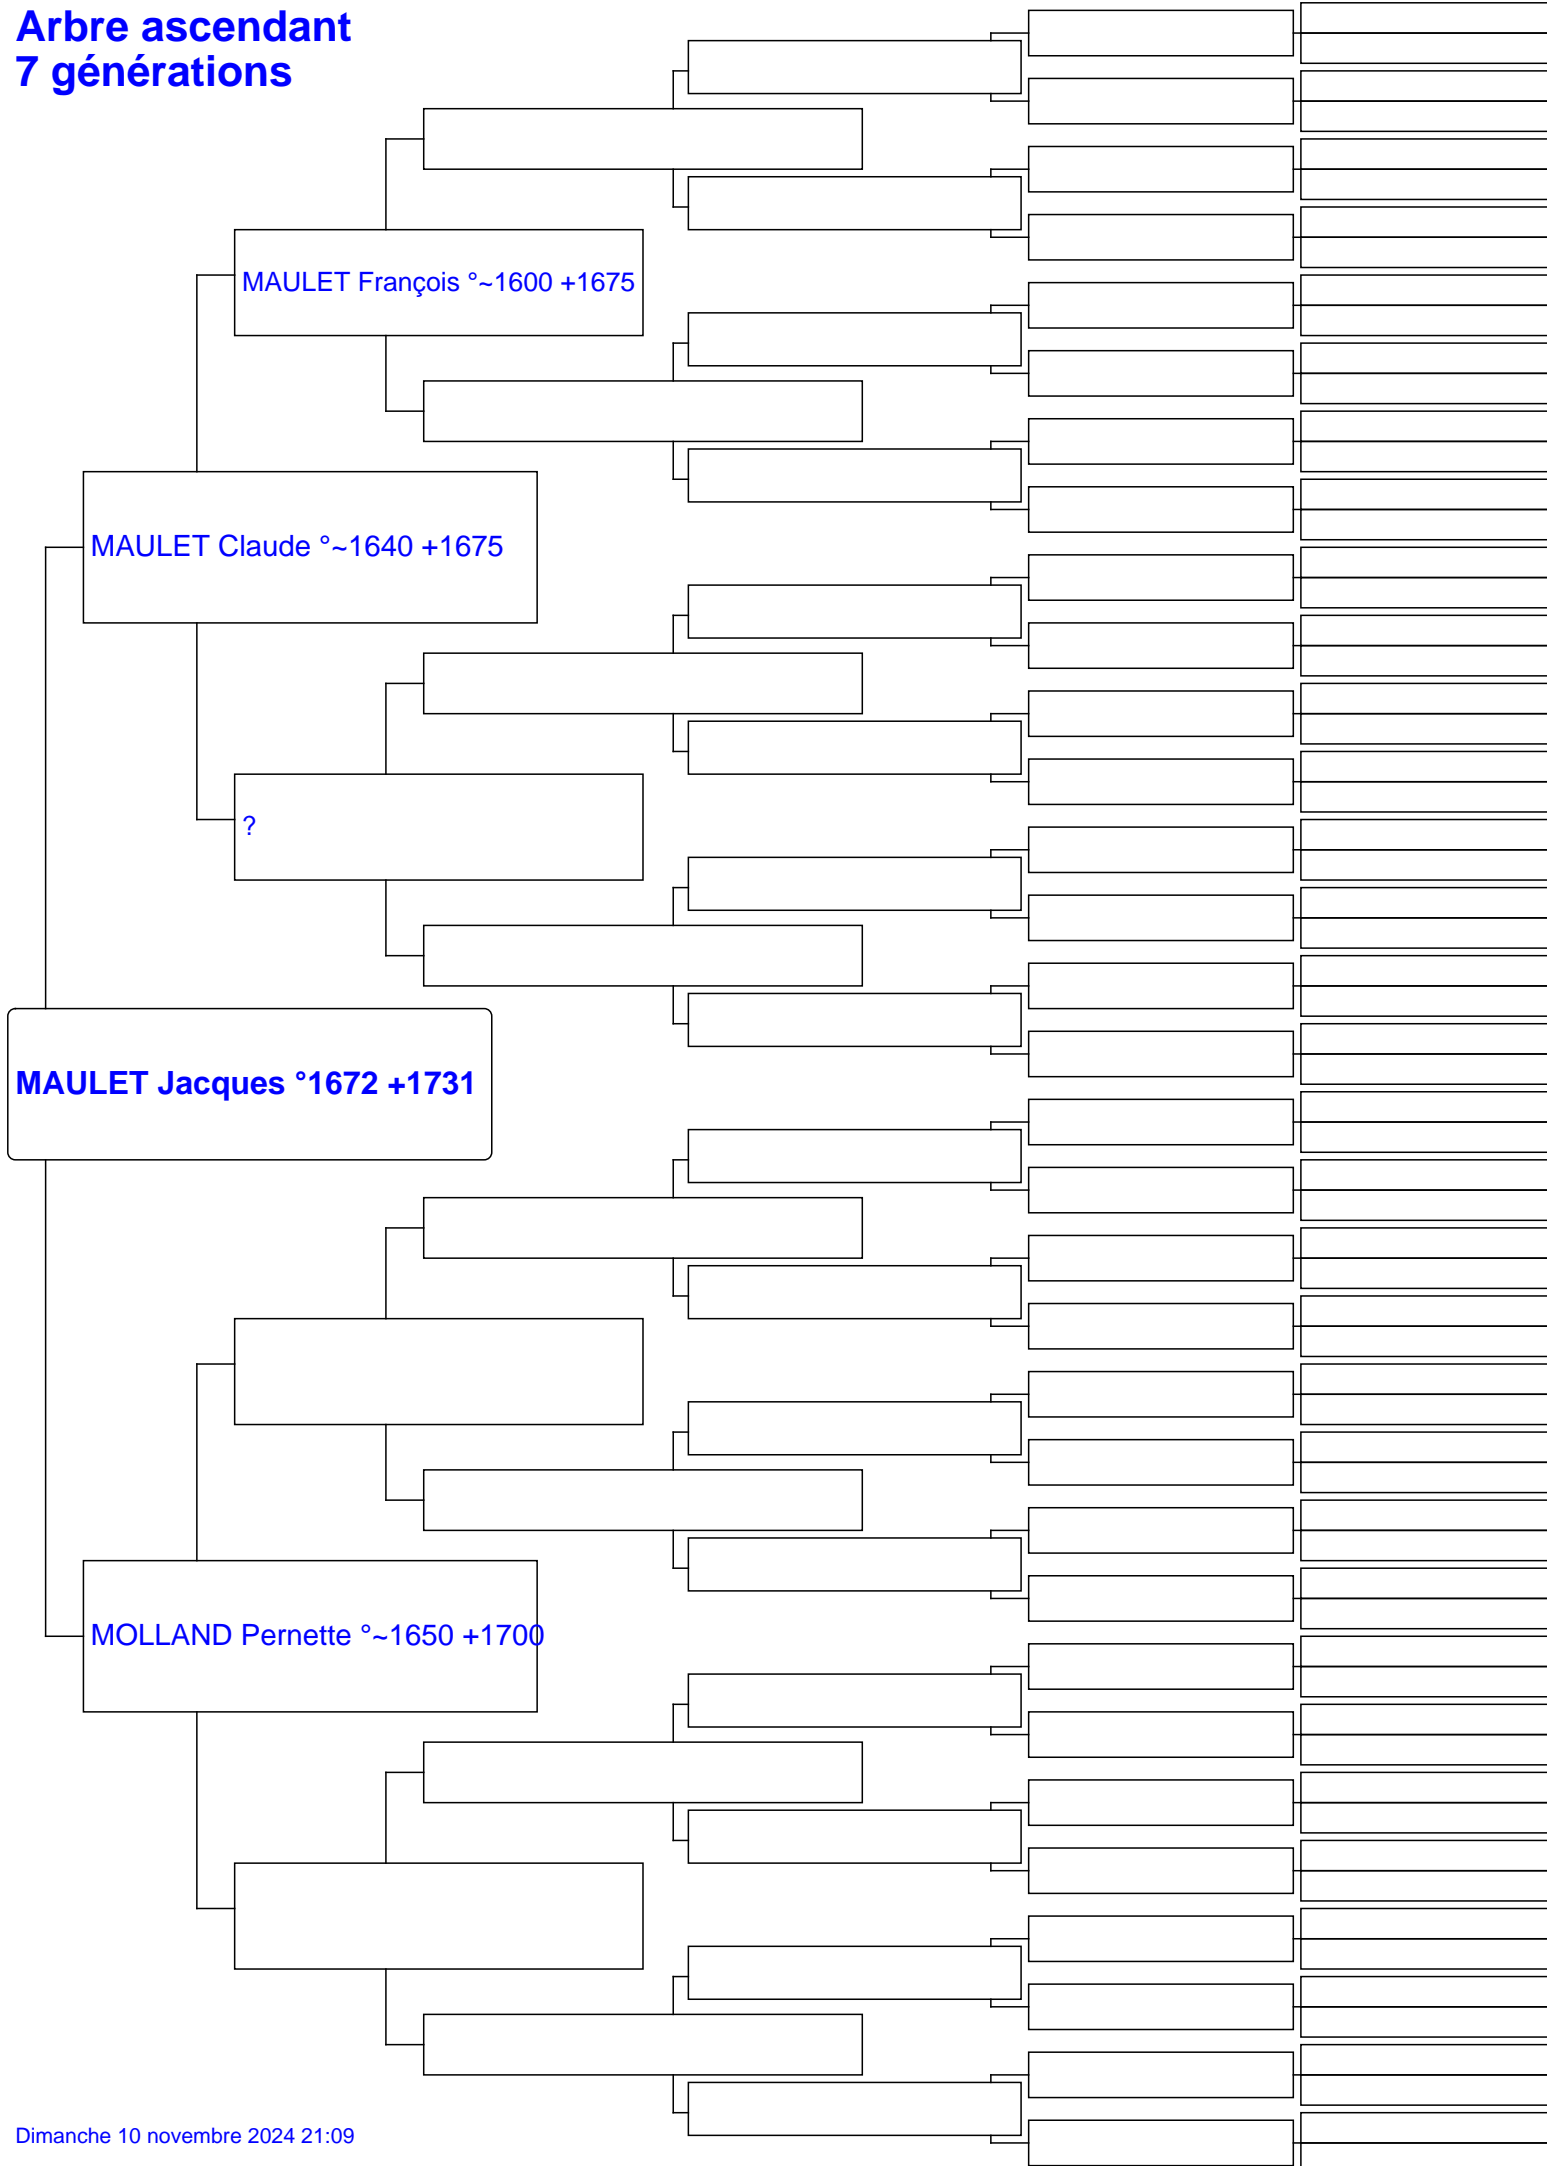 Arbre ascendant
7 générations
MAULET François °~1600 +1675
MAULET Claude °~1640 +1675
?
MAULET Jacques °1672 +1731
MOLLAND Pernette °~1650 +1700
Dimanche 10 novembre 2024 21:09